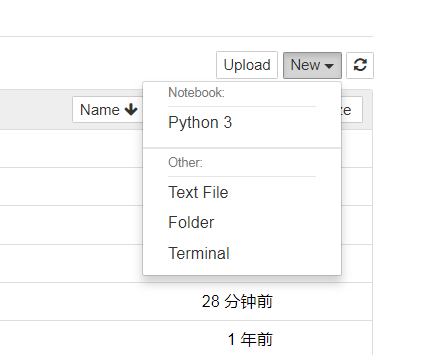 Upload New
Notebook:
Name
Python 3
Other:
Text File
Folder
Terminal
28 分钟前
1 年前